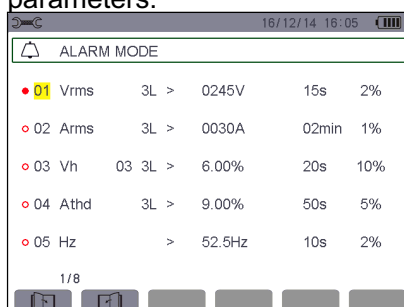 parameters:
16/12/14 16:05
ALARM MODE
01 Vrms 3L > 0245V 15s 2%
02 Arms 3L > 0030A 02min 1%
03 Vh 03 3L > 6.00% 20s 10%
04 Athd 3L > 9.00% 50s 5%
05 Hz > 52.5Hz 10s 2%
1/8